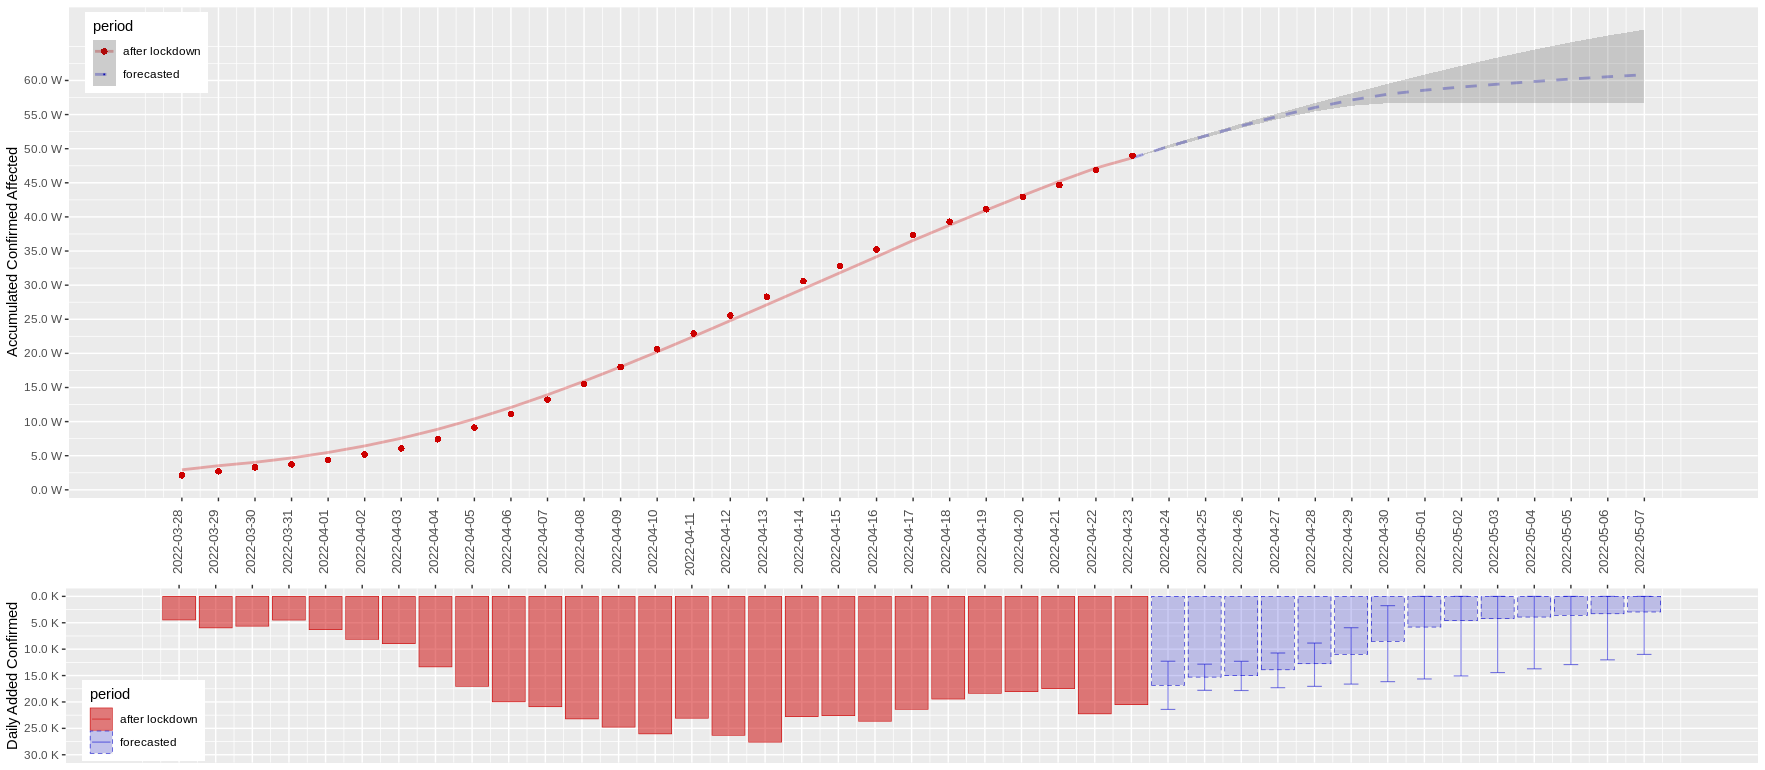 period
after lockdown
forecasted
Accumulated Confirmed Affected
60.0 W
55.0 W
50.0 W
45.0 W
40.0 W
35.0 W
30.0 W
25.0 W
20.0 W
15.0 W
10.0 W
5.0 W
0.0 W
2022-03-28
2022-03-29
2022-03-30
2022-03-31
2022-04-01
2022-04-02
2022-04-03
2022-04-04
2022-04-05
2022-04-06
2022-04-07
2022-04-08
2022-04-09
2022-04-10
2022-04-11
2022-04-12
2022-04-13
2022-04-14
2022-04-15
2022-04-16
2022-04-17
2022-04-18
2022-04-19
2022-04-20
2022-04-21
2022-04-22
2022-04-23
2022-04-24
2022-04-25
2022-04-26
2022-04-27
2022-04-28
2022-04-29
2022-04-30
2022-05-01
2022-05-02
2022-05-03
2022-05-04
2022-05-05
2022-05-06
2022-05-07
Daily Added Confirmed
0.0 K
5.0 K
10.0 K
15.0 K
20.0 K
25.0 K
30.0 K
period
after lockdown
forecasted